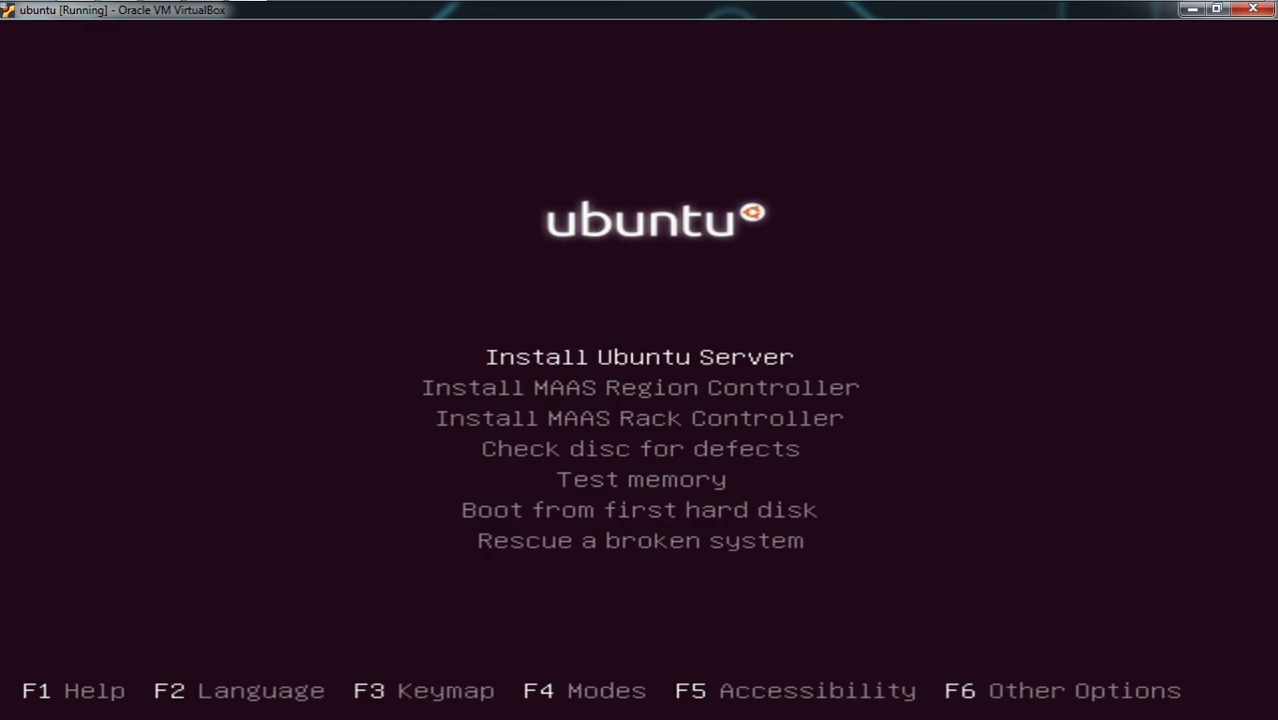 ubuntu [Running] - Oracle VM VirtualBox
ubuntu
Install Ubuntu Server
Install MAAS Region Controller
Install MAAS Rack Controller
Check disc for defects
Test memory
Boot from first hard disk
Rescue a broken system
F1 Help F2 Language F3 Keymap F4 Modes F5 Accessibility F6 Other Options